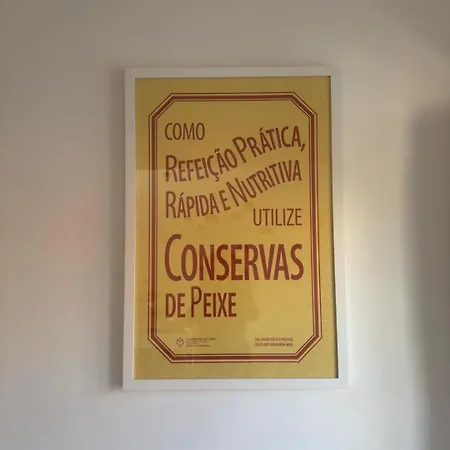 COMO
REFEIÇÃO PRÁTICA,
RÁPIDA E NUTRITIVA
UTILIZE
CONSERVAS
DE PEIXE